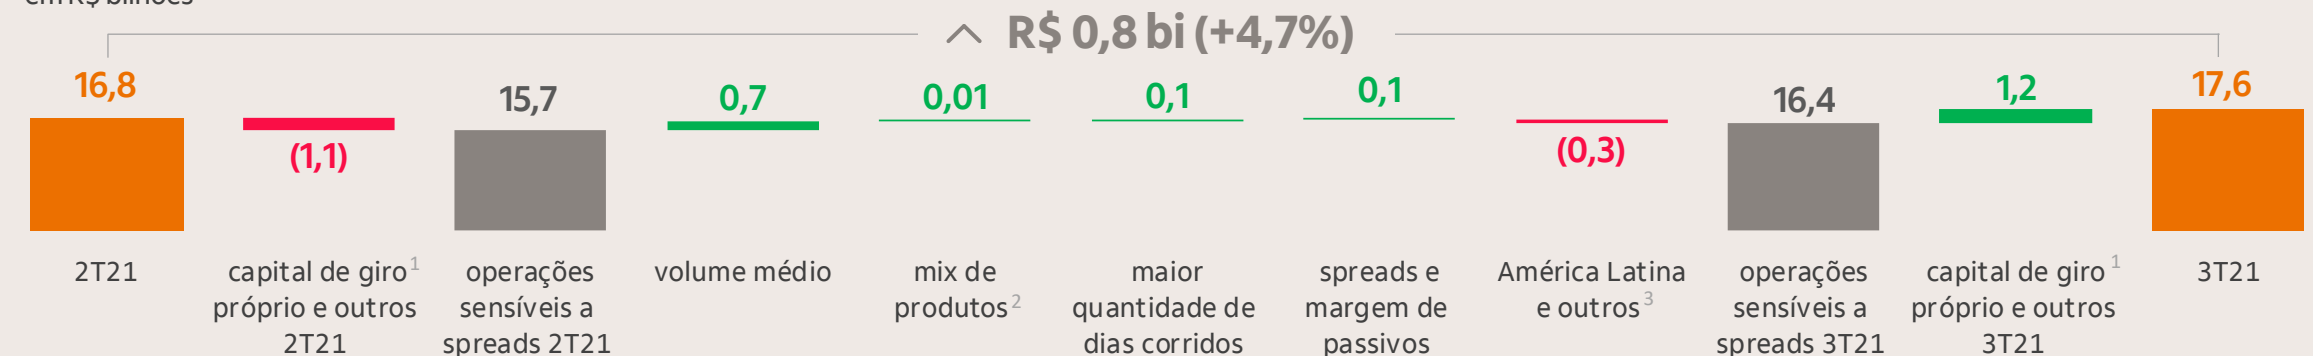 em R$ bilhões
R$ 0,8 bi (+4,7%)
16,8
(1,1)
15,7
0,7
0,01
0,1
0,1
(0,3)
16,4
1,2
17,6
2T21
capital de giro 1
próprio e outros
2T21
operações
sensíveis a
spreads 2T21
volume médio
mix de
produtos 2
maior
quantidade de
dias corridos
spreads e
margem de
passivos
América Latina
e outros 3
operações
sensíveis a
spreads 3T21
capital de giro 1
próprio e outros
3T21
3T21